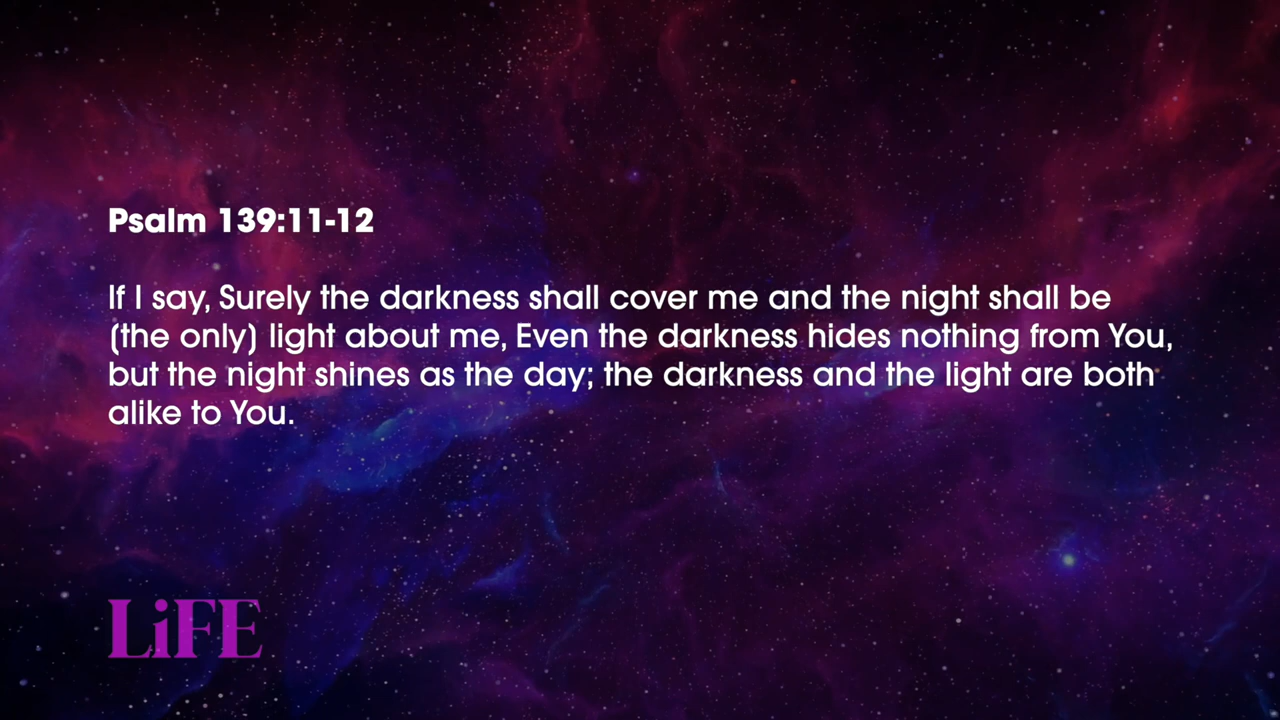 Psalm 139:11-12
If I say, Surely the darkness shall cover me and the night shall be
(the only) light about me, Even the darkness hides nothing from You,
but the night shines as the day; the darkness and the light are both
alike to You.
LiFE